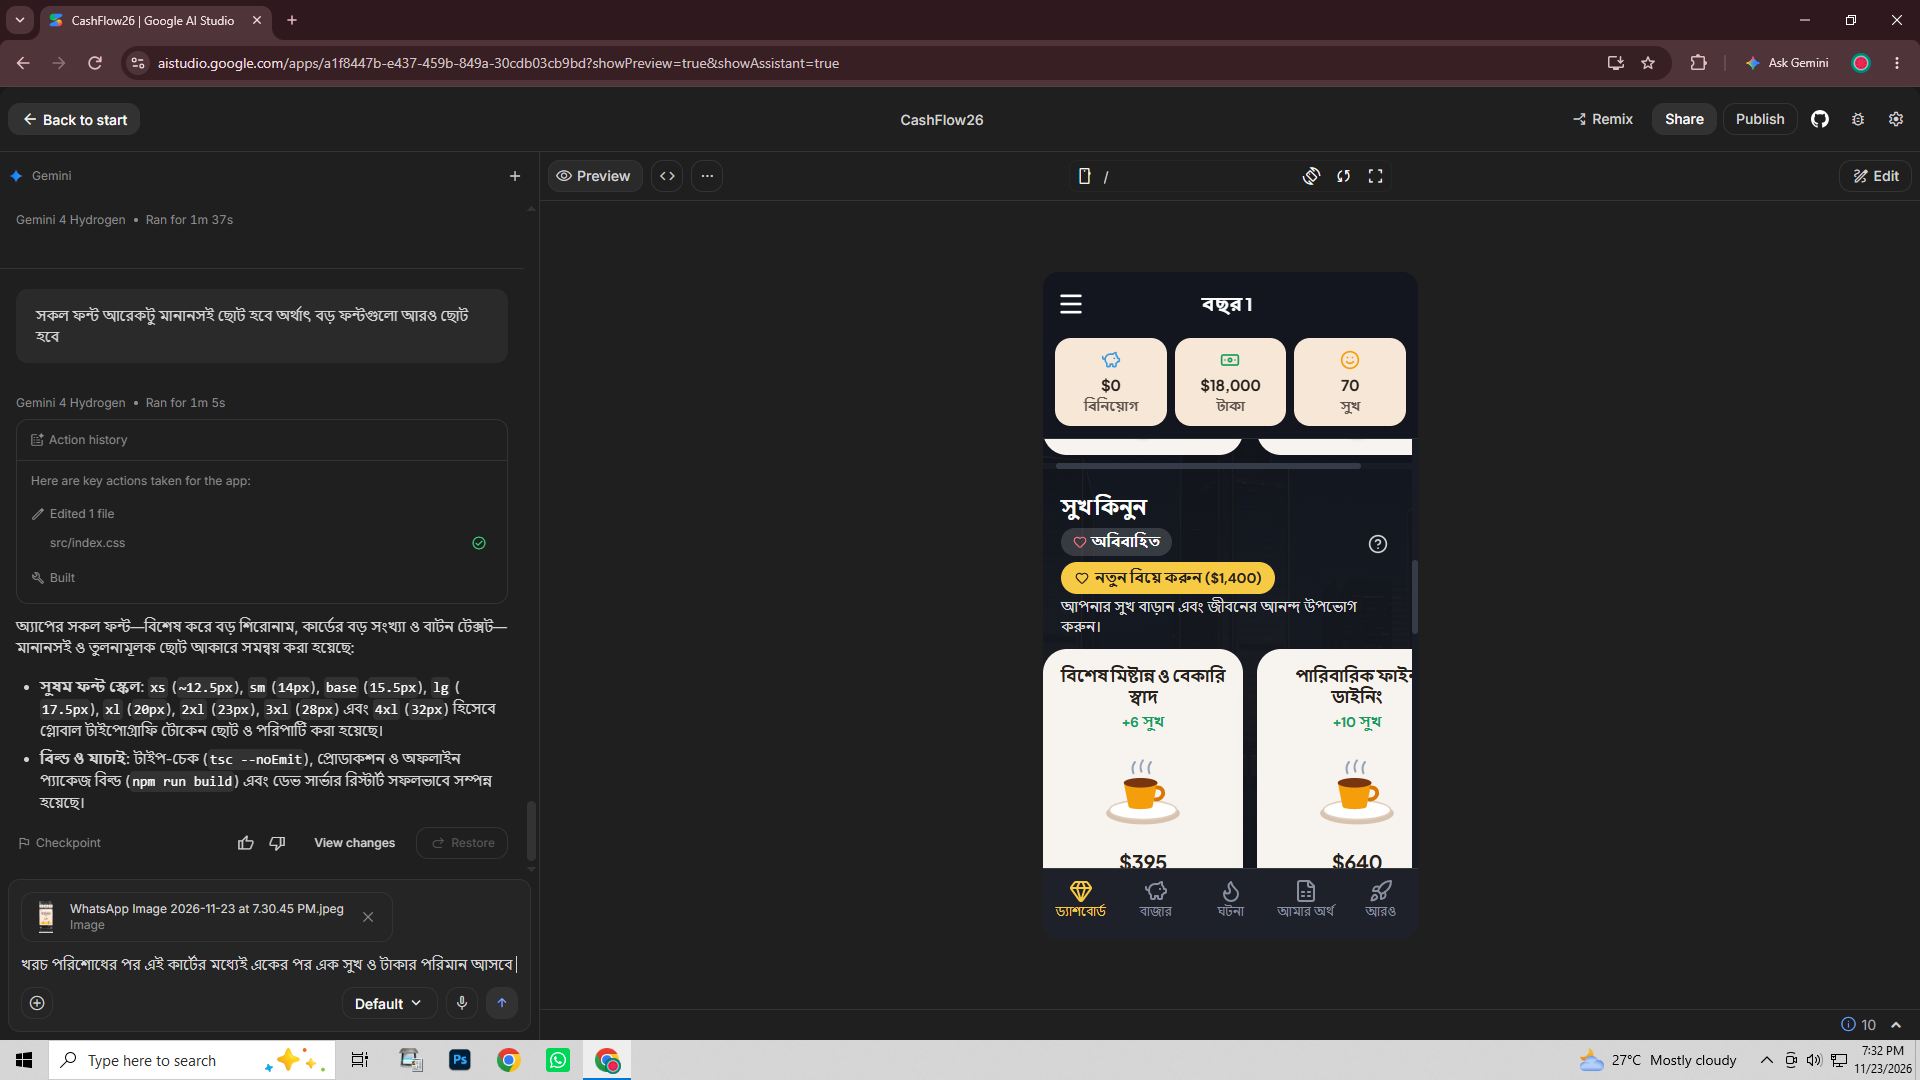 CashFlow26 | Google AI Studio
aistudio.google.com/apps/a1f8447b-e437-459b-849a-30cdb03cb9bd?showPreview=true&showAssistant=true
Ask Gemini
Back to start
CashFlow26
Remix
Share
Publish
Gemini
Preview
/
Edit
Gemini 4 Hydrogen • Ran for 1m 37s
সকল ফন্ট আরেকটু মানানসই ছোট হবে অর্থাৎ বড় ফন্টগুলো আরও ছোট
হবে
Gemini 4 Hydrogen • Ran for 1m 5s
Action history
Here are key actions taken for the app:
Edited 1 file
src/index.css
Built
অ্যাপের সকল ফন্ট—বিশেষ করে বড় শিরোনাম, কার্ডের বড় সংখ্যা ও বাটন টেক্সট—
মানানসই ও তুলনামূলক ছোট আকারে সমন্বয় করা হয়েছে:
• সুষম ফন্ট স্কেল: xs (~12.5px), sm (14px), base (15.5px), lg (
17.5px), xl (20px), 2xl (23px), 3xl (28px) এবং 4xl (32px) হিসেবে
গ্লোবাল টাইপোগ্রাফি টোকেন ছোট ও পরিপাটি করা হয়েছে।
• বিল্ড ও যাচাই: টাইপ-চেক (tsc --noEmit), প্রোডাকশন ও অফলাইন
প্যাকেজ বিল্ড (npm run build) এবং ডেভ সার্ভার রিস্টার্ট সফলভাবে সম্পন্ন
হয়েছে।
Checkpoint
View changes
Restore
WhatsApp Image 2026-11-23 at 7.30.45 PM.jpeg
Image
খরচ পরিশোধের পর এই কার্টের মধ্যেই একের পর এক সুখ ও টাকার পরিমান আসবে
Default
বছর 1
$0
বিনিয়োগ
$18,000
টাকা
70
সুখ
সুখ কিনুন
অবিবাহিত
নতুন বিয়ে করুন ($1,400)
আপনার সুখ বাড়ান এবং জীবনের আনন্দ উপভোগ
করুন।
বিশেষ মিষ্টান্ন ও বেকারি
স্বাদ
+6 সুখ
$395
পারিবারিক ফাইন
ডাইনিং
+10 সুখ
$640
ড্যাশবোর্ড
বাজার
ঘটনা
আমার অর্থ
আরও
10
Type here to search
Ps
27°C Mostly cloudy
7:32 PM
11/23/2026